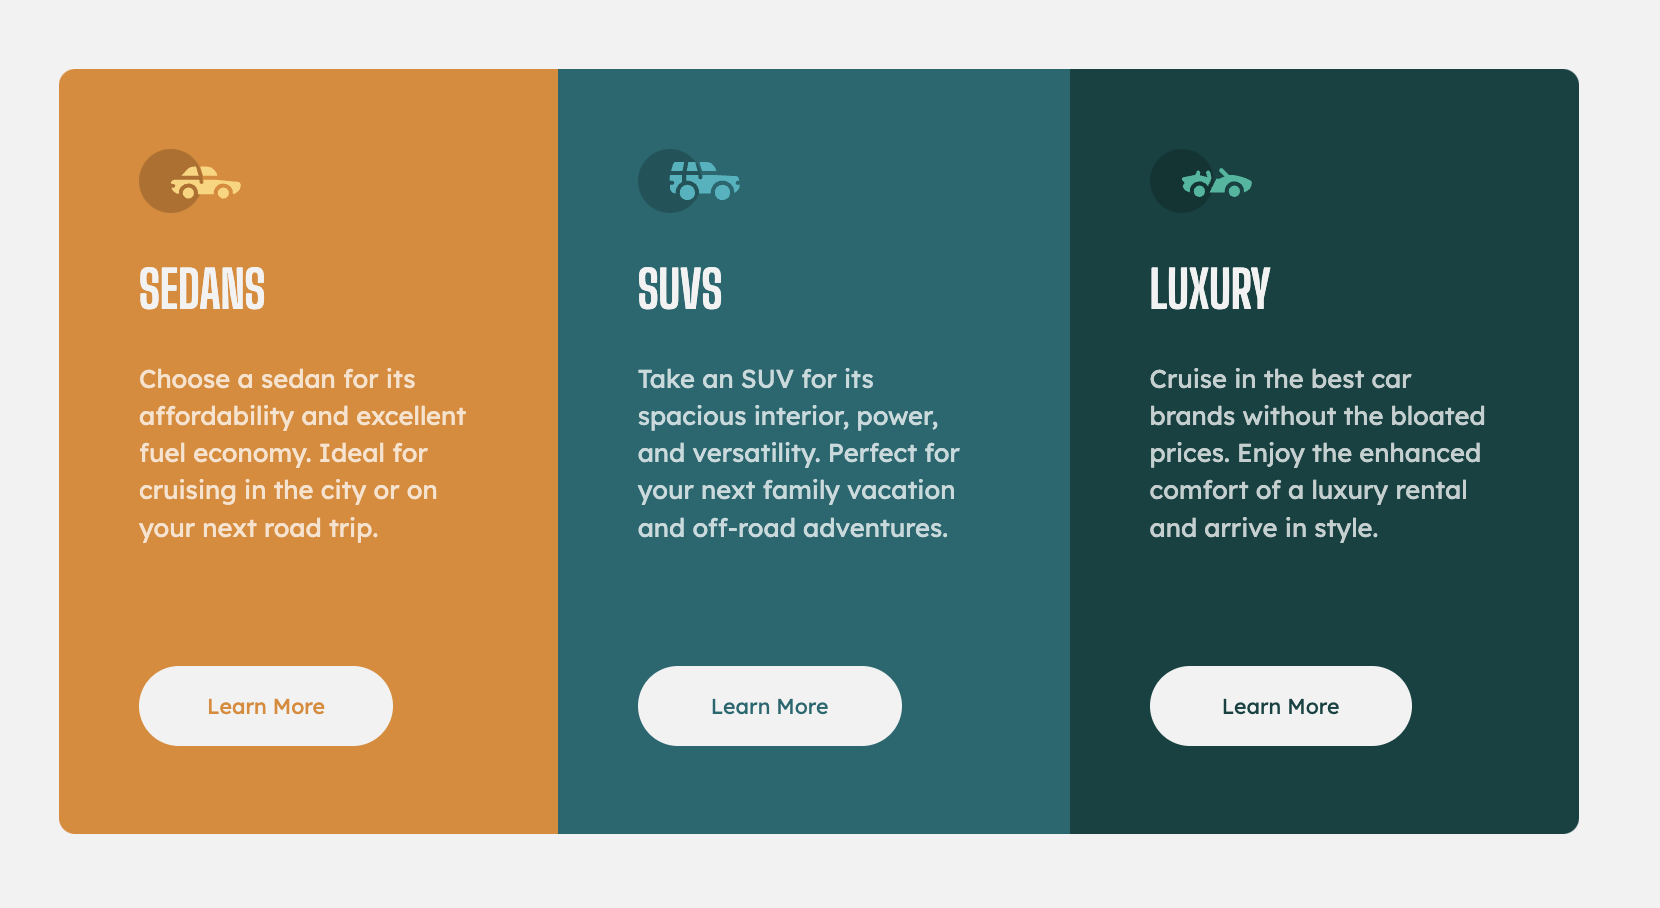 SEDANS
Choose a sedan for its
affordability and excellent
fuel economy. Ideal for
cruising in the city or on
your next road trip.
Learn More
SUVS
Take an SUV for its
spacious interior, power,
and versatility. Perfect for
your next family vacation
and off-road adventures.
Learn More
LUXURY
Cruise in the best car
brands without the bloated
prices. Enjoy the enhanced
comfort of a luxury rental
and arrive in style.
Learn More